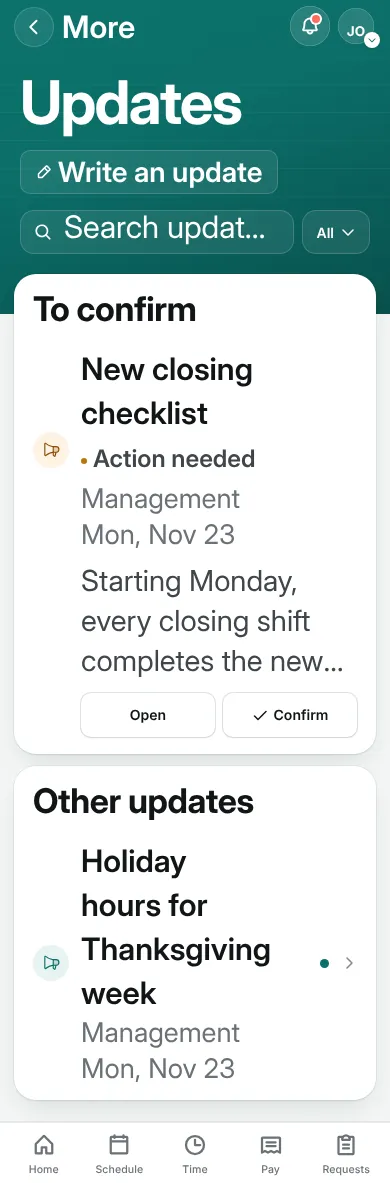 More
JO
Updates
Write an update
Search updat...
All
To confirm
New closing
checklist
Action needed
Management
Mon, Nov 23
Starting Monday,
every closing shift
completes the new...
Open
Confirm
Other updates
Holiday
hours for
Thanksgiving
week
Management
Mon, Nov 23
Home
Schedule
Time
Pay
Requests